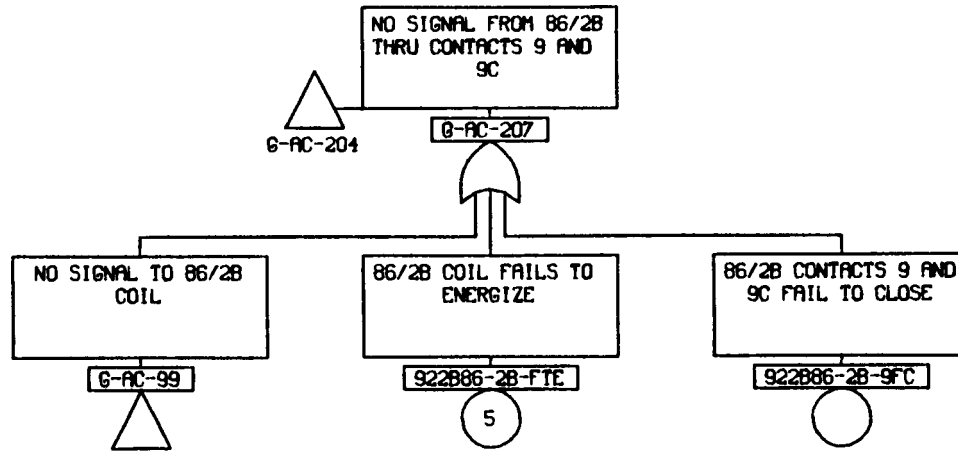 NO SIGNAL FROM 86/2B
THRU CONTACTS 9 AND
9C
G-AC-204
G-AC-207
NO SIGNAL TO 86/2B
COIL
G-AC-99
86/2B COIL FAILS TO
ENERGIZE
922B86-2B-FTE
5
86/2B CONTACTS 9 AND
9C FAIL TO CLOSE
922B86-2B-9FC